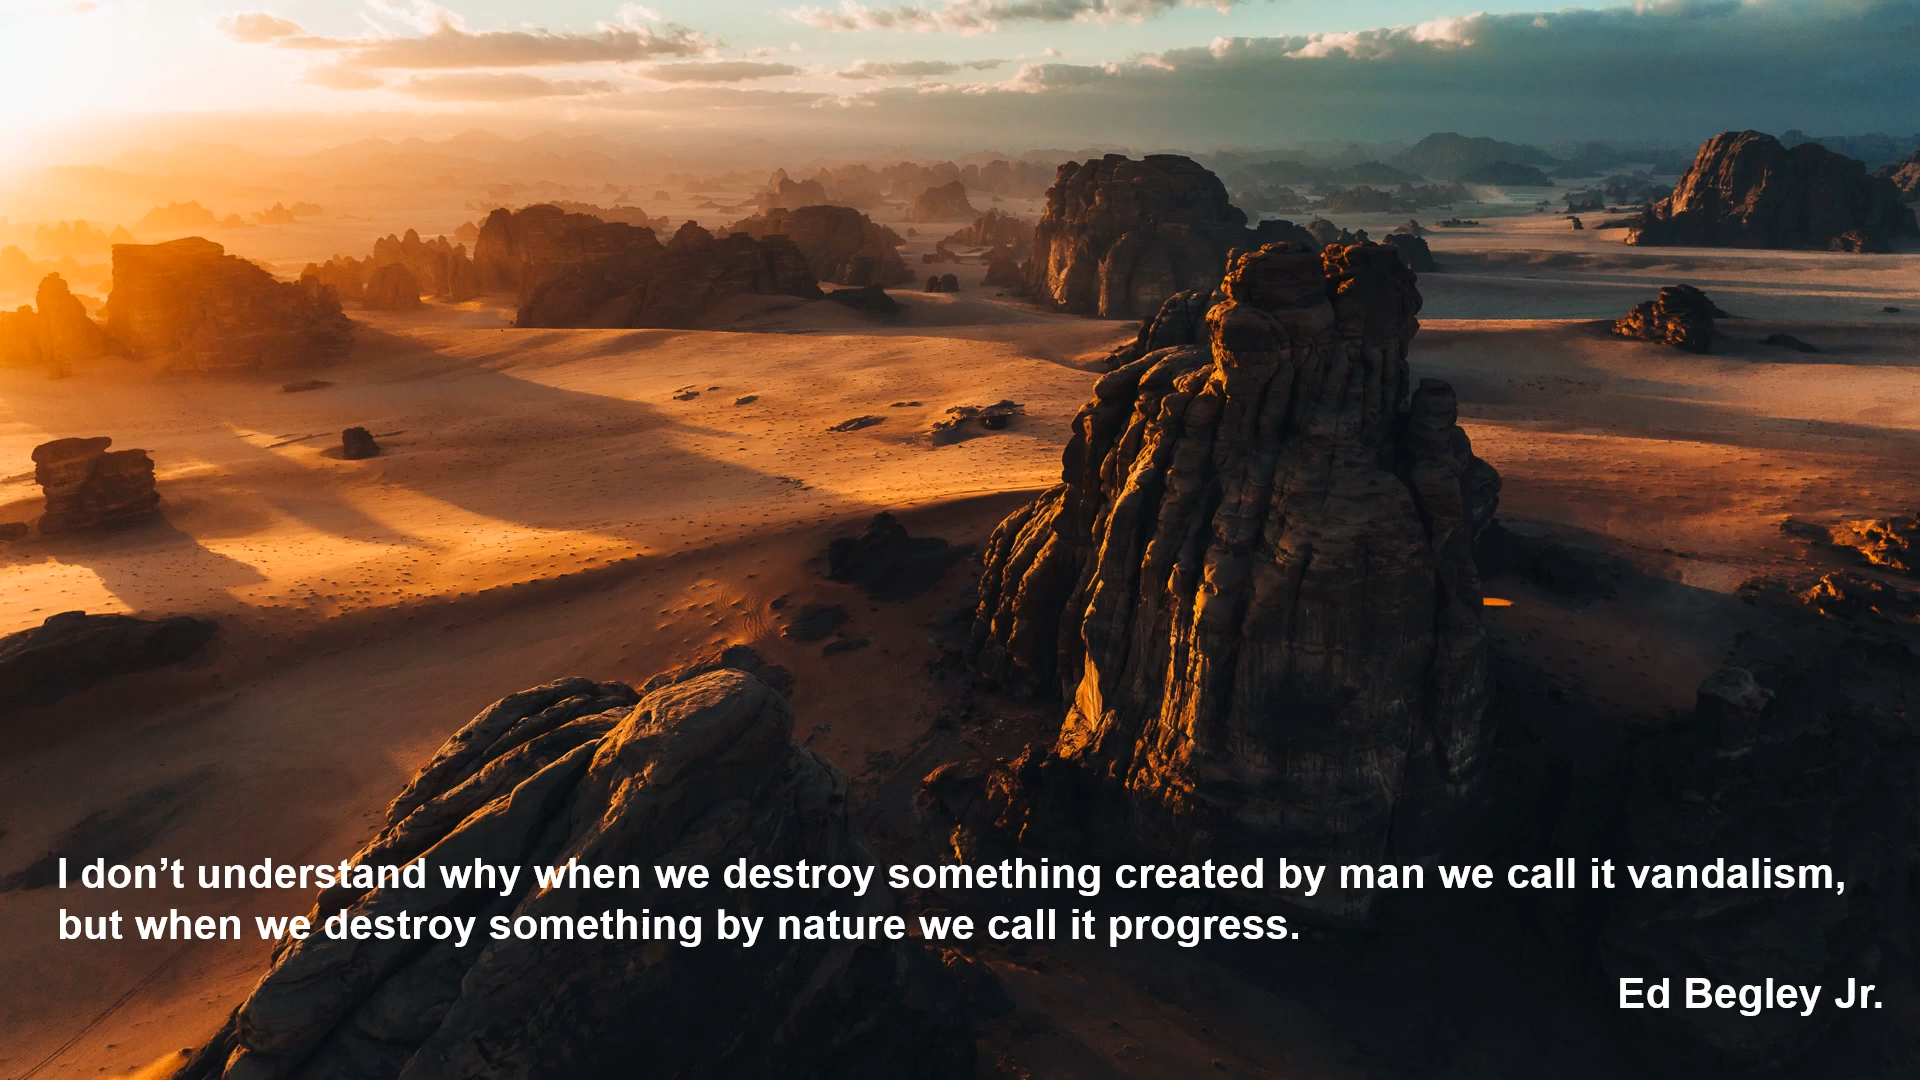 I don’t understand why when we destroy something created by man we call it vandalism,
but when we destroy something by nature we call it progress.
Ed Begley Jr.